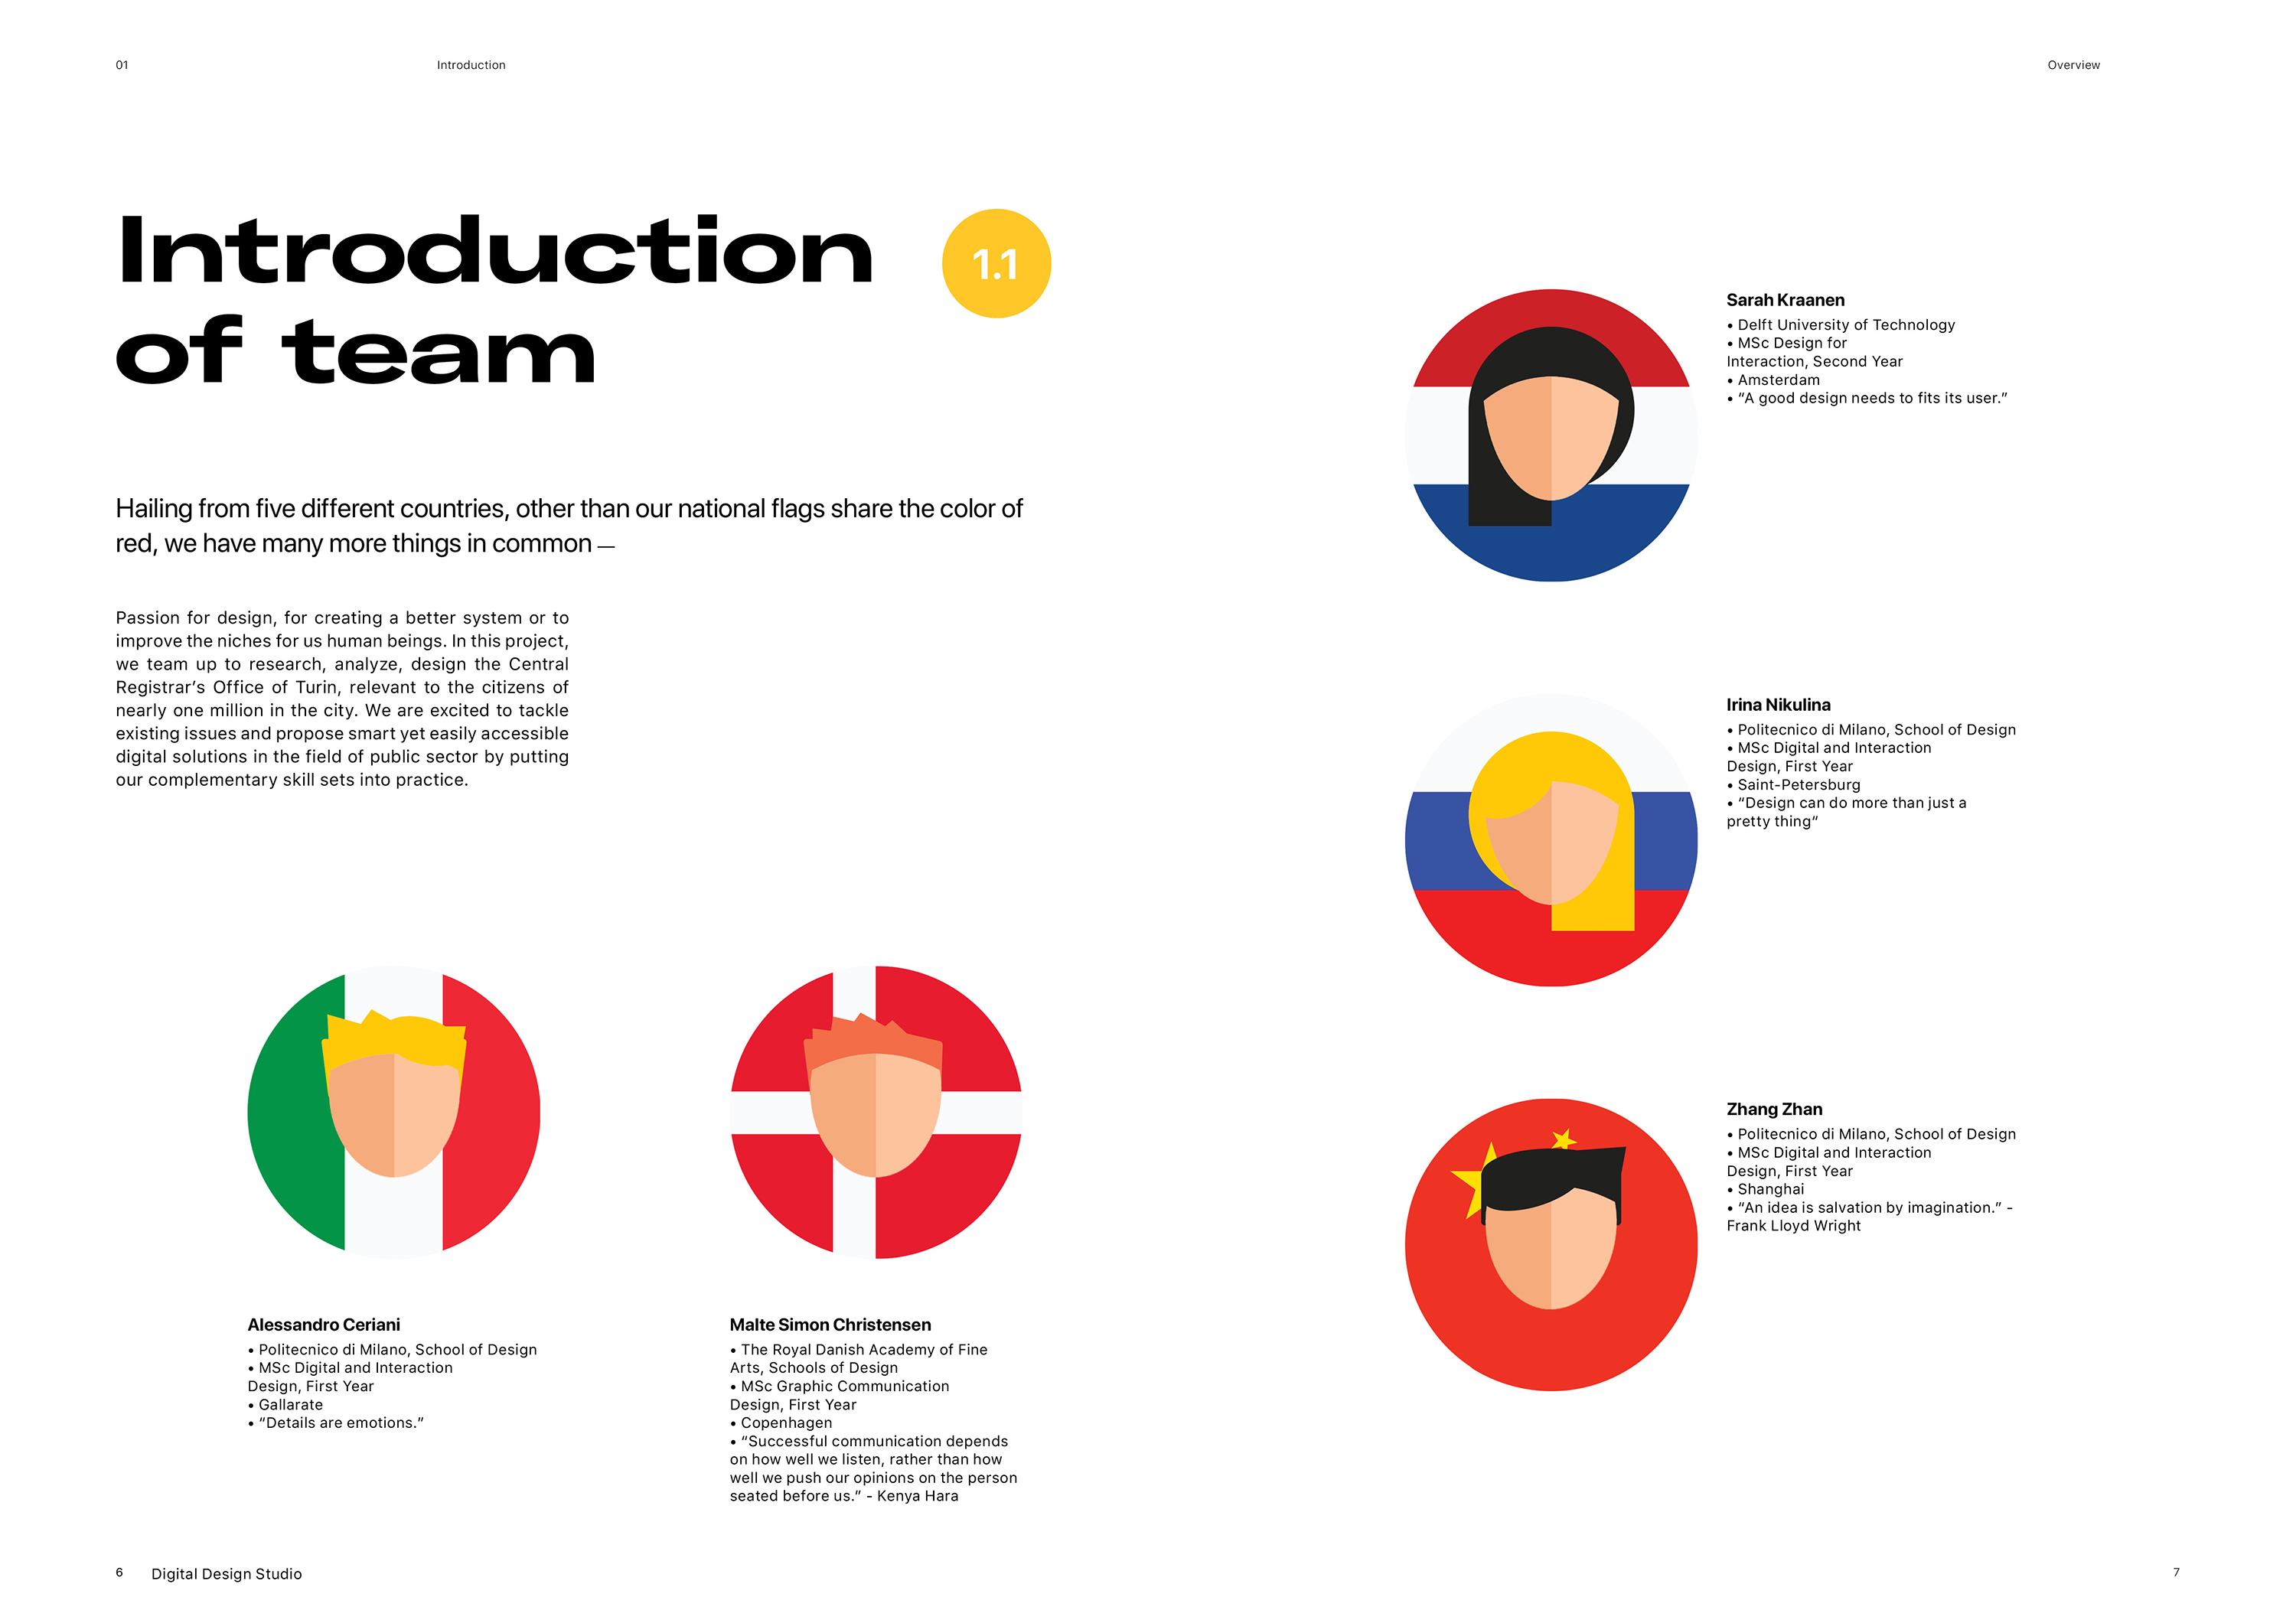 01
Introduction
Overview
Introduction
of team
1.1
Hailing from five different countries, other than our national flags share the color of
red, we have many more things in common —
Passion for design, for creating a better system or to
improve the niches for us human beings. In this project,
we team up to research, analyze, design the Central
Registrar’s Office of Turin, relevant to the citizens of
nearly one million in the city. We are excited to tackle
existing issues and propose smart yet easily accessible
digital solutions in the field of public sector by putting
our complementary skill sets into practice.
Alessandro Ceriani
• Politecnico di Milano, School of Design
• MSc Digital and Interaction
Design, First Year
• Gallarate
• “Details are emotions.”
Malte Simon Christensen
• The Royal Danish Academy of Fine
Arts, Schools of Design
• MSc Graphic Communication
Design, First Year
• Copenhagen
• “Successful communication depends
on how well we listen, rather than how
well we push our opinions on the person
seated before us.” - Kenya Hara
Sarah Kraanen
• Delft University of Technology
• MSc Design for
Interaction, Second Year
• Amsterdam
• “A good design needs to fits its user.”
Irina Nikulina
• Politecnico di Milano, School of Design
• MSc Digital and Interaction
Design, First Year
• Saint-Petersburg
• “Design can do more than just a
pretty thing“
Zhang Zhan
• Politecnico di Milano, School of Design
• MSc Digital and Interaction
Design, First Year
• Shanghai
• “An idea is salvation by imagination.” -
Frank Lloyd Wright
6
Digital Design Studio
7